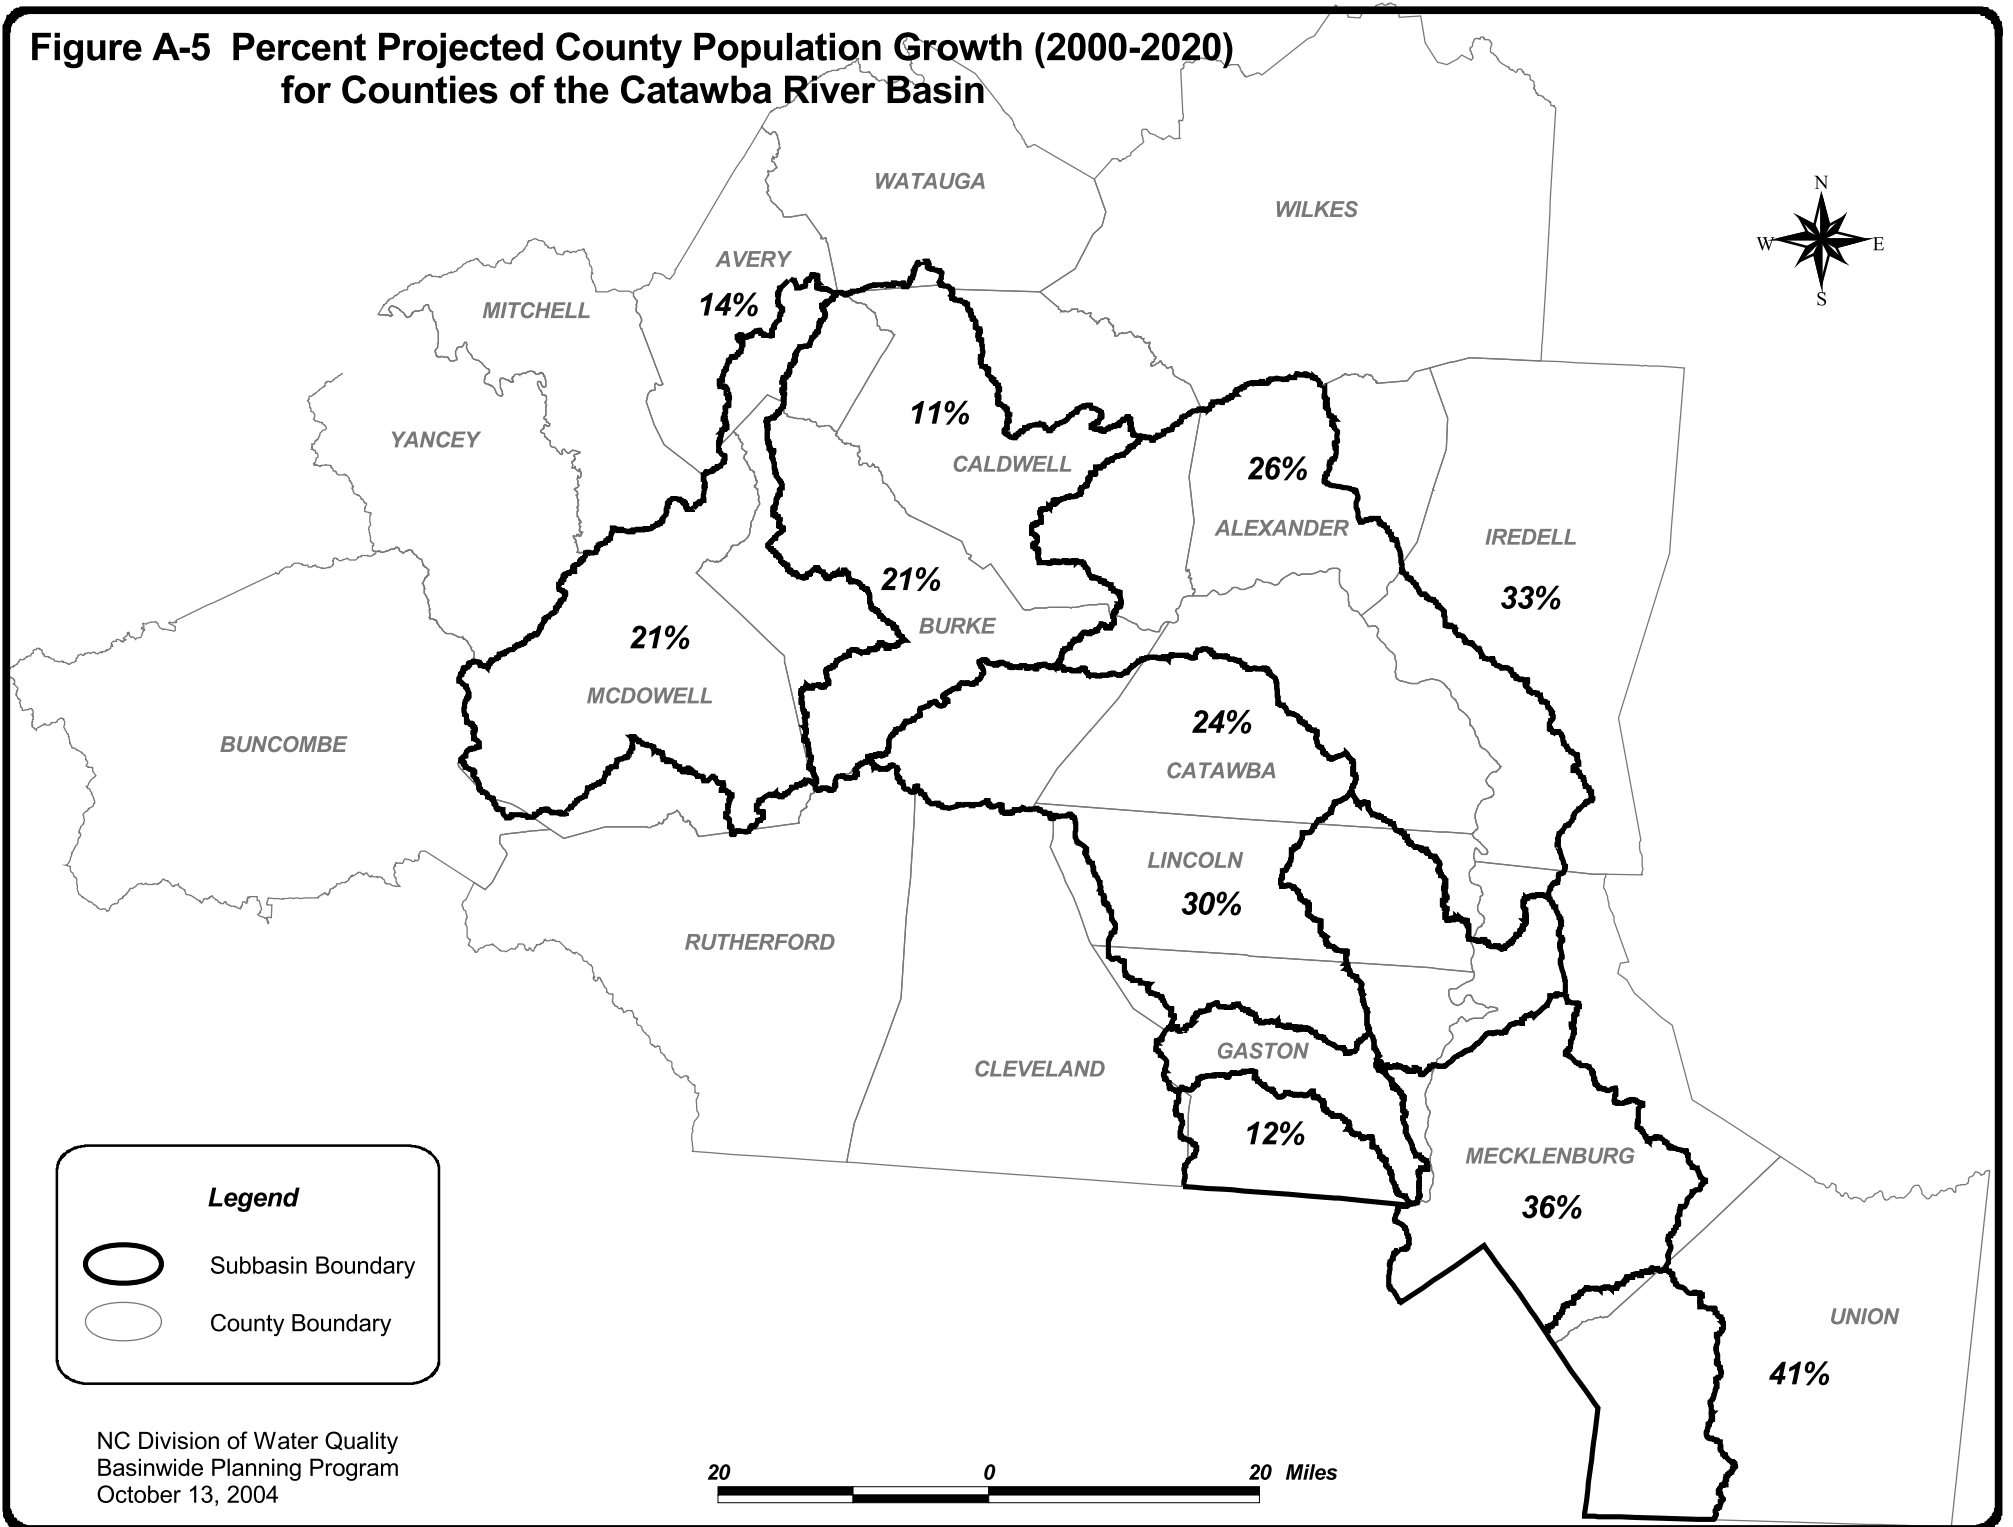 Figure A-5 Percent Projected County Population Growth (2000-2020)
for Counties of the Catawba River Basin
WATAUGA
WILKES
N
W
E
S
AVERY
14%
MITCHELL
YANCEY
11%
CALDWELL
26%
ALEXANDER
IREDELL
33%
21%
BURKE
21%
MCDOWELL
24%
CATAWBA
BUNCOMBE
LINCOLN
30%
RUTHERFORD
GASTON
CLEVELAND
12%
MECKLENBURG
36%
UNION
41%
Legend
Subbasin Boundary
County Boundary
NC Division of Water Quality
Basinwide Planning Program
October 13, 2004
20 0 20 Miles